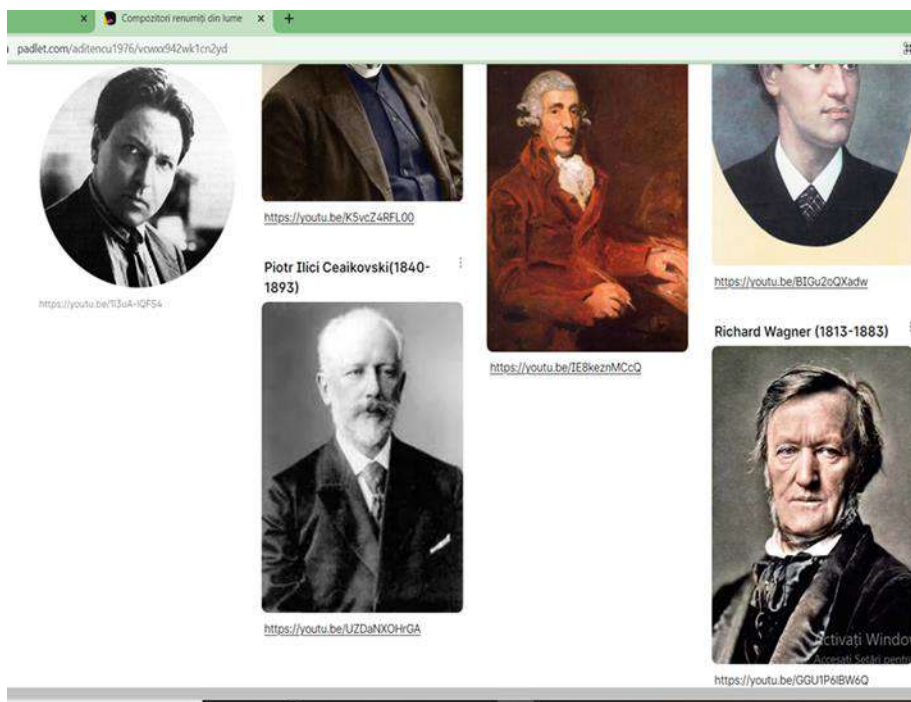 Compozitori renumiți din lume
padlet.com/aditencu1976/vcwxx942wk1cn2yd
https://youtu.be/K5vcZ4RFL00
Piotr Ilici Ceaikovski(1840-
1893)
https://youtu.be/UZDaNXOHrGA
https://youtu.be/IE8keznMCcQ
https://youtu.be/BIGu2oQXadw
Richard Wagner (1813-1883)
Activați Window
Accesați Setări pentru
https://youtu.be/GGU1P6IBW6Q